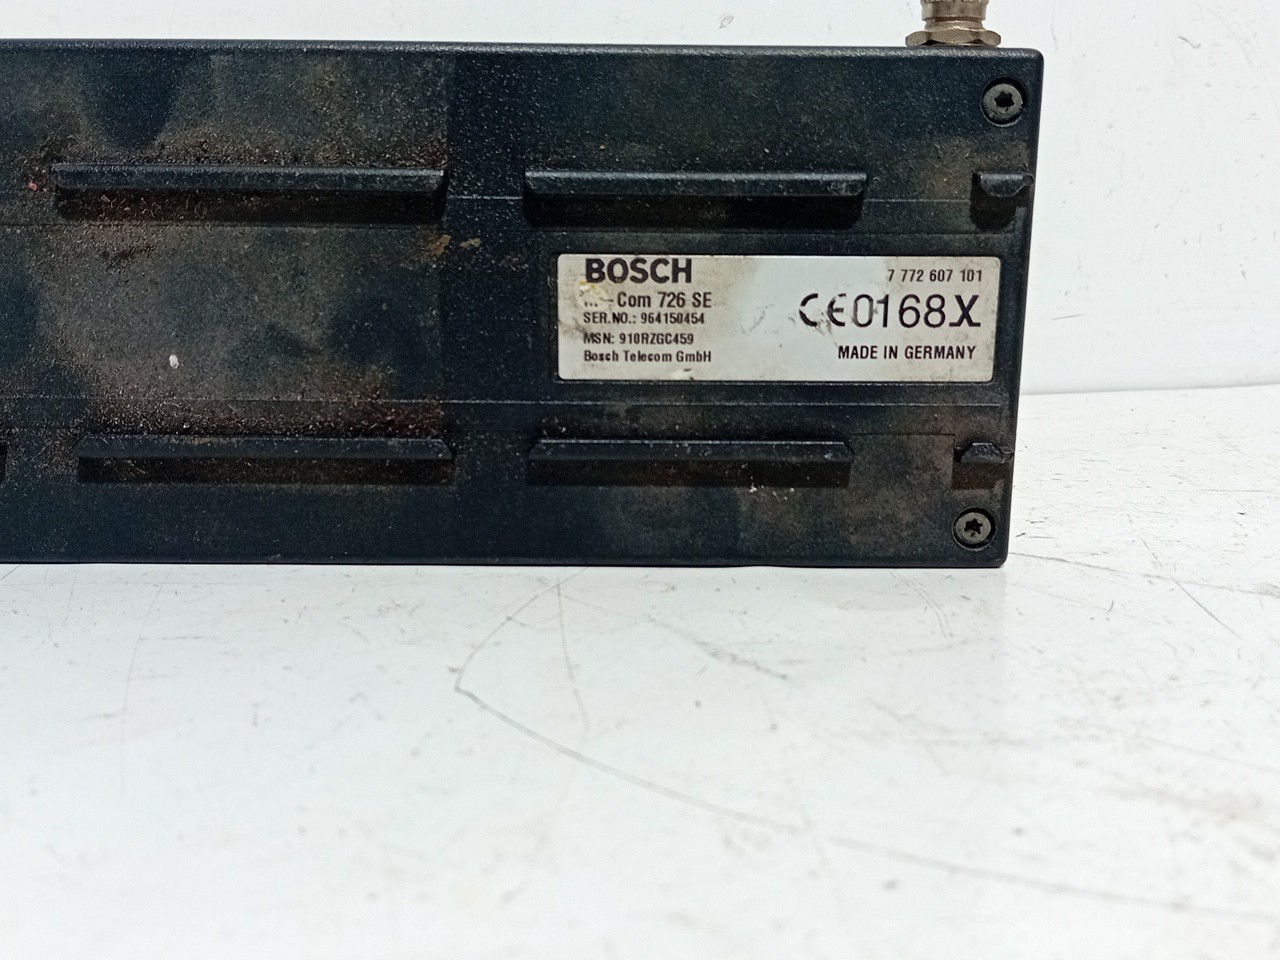 BOSCH
7 772 607 101
Com 726 SE
SER.NO.: 964150454
CE0168X
MSN: 910RZGC459
Bosch Telecom GmbH
MADE IN GERMANY